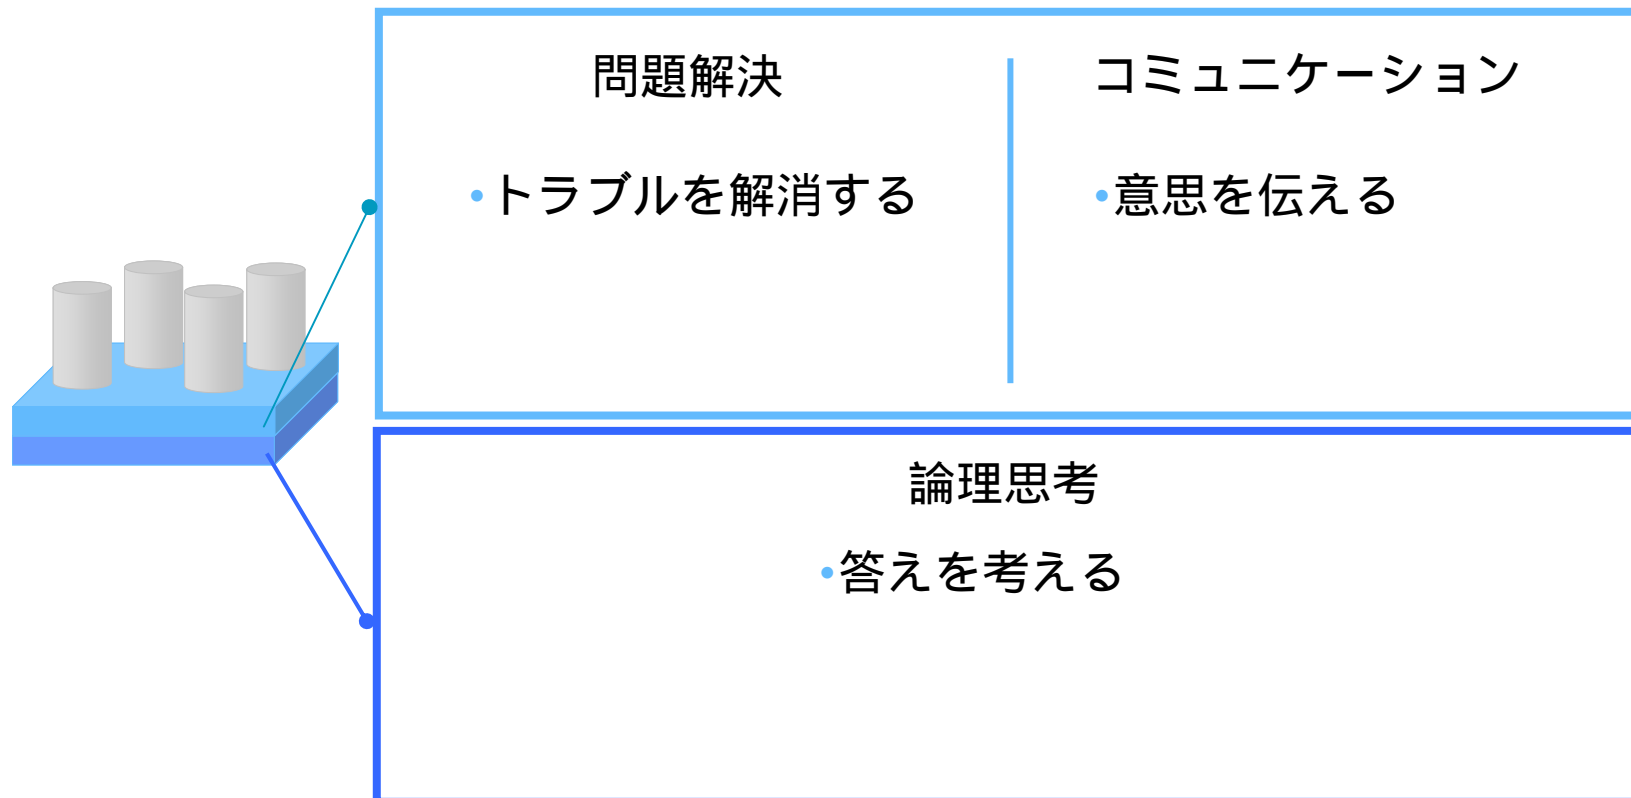 問題解決
コミュニケーション
•トラブルを解消する
•意思を伝える
論理思考
•答えを考える